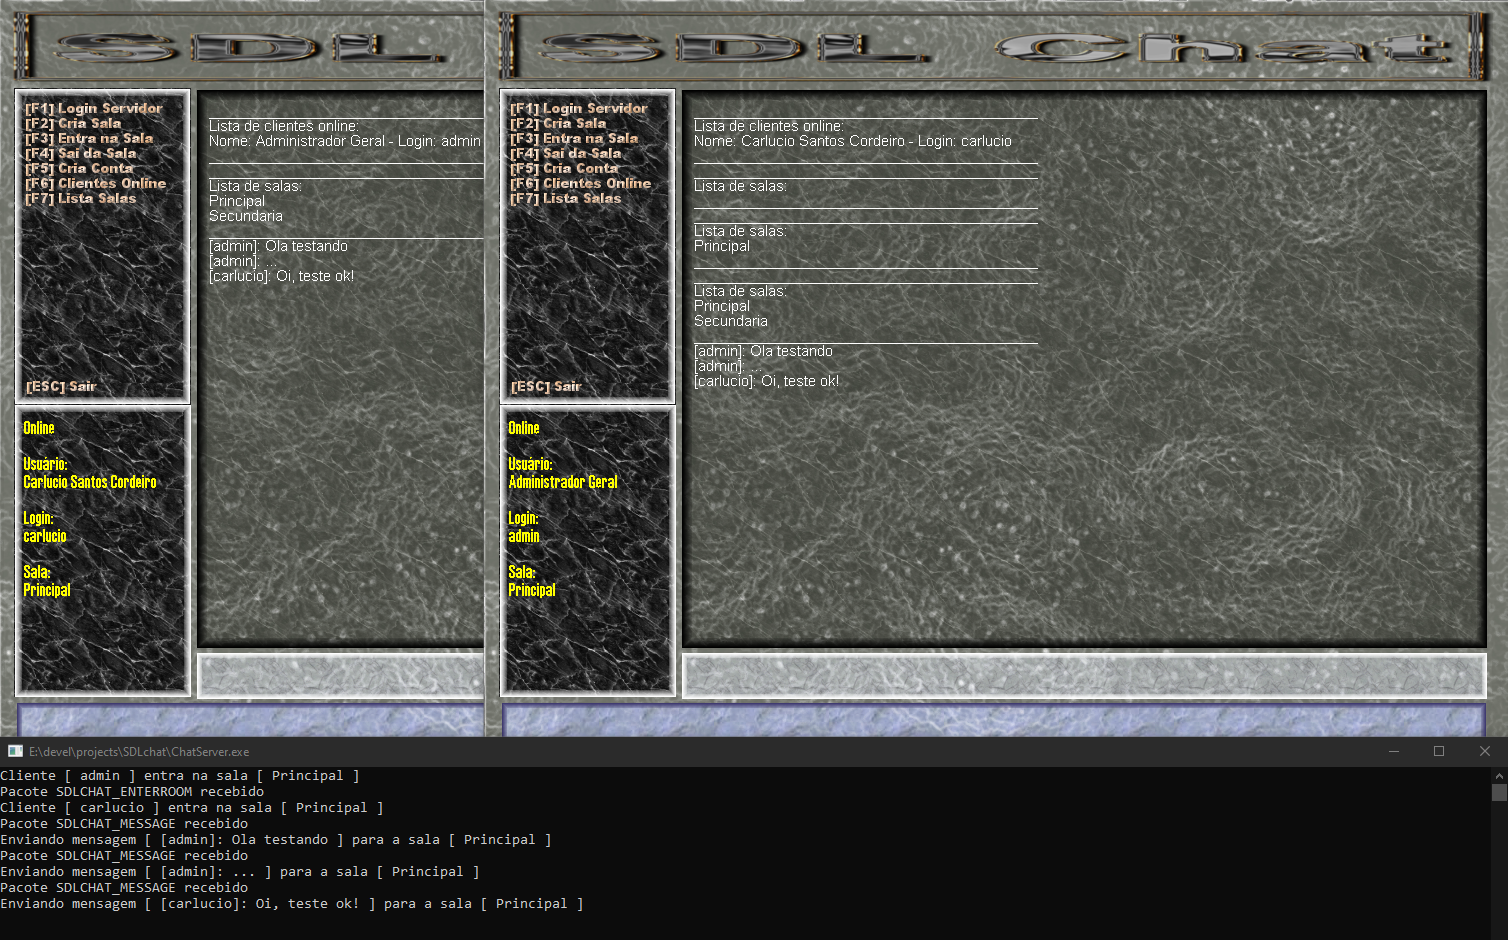 SDL
[F1] Login Servidor
[F2] Cria Sala
[F3] Entra na Sala
[F4] Sai da Sala
[F5] Cria Conta
[F6] Clientes Online
[F7] Lista Salas
[ESC] Sair
Online
Usuário:
Carlucio Santos Cordeiro
Login:
carlucio
Sala:
Principal
Lista de clientes online:
Nome: Administrador Geral - Login: admin
Lista de salas:
Principal
Secundaria
[admin]: Ola testando
[admin]: ...
[carlucio]: Oi, teste ok!
SDL Chat
[F1] Login Servidor
[F2] Cria Sala
[F3] Entra na Sala
[F4] Sai da Sala
[F5] Cria Conta
[F6] Clientes Online
[F7] Lista Salas
[ESC] Sair
Online
Usuário:
Administrador Geral
Login:
admin
Sala:
Principal
Lista de clientes online:
Nome: Carlucio Santos Cordeiro - Login: carlucio
Lista de salas:
Lista de salas:
Principal
Lista de salas:
Principal
Secundaria
[admin]: Ola testando
[admin]: ...
[carlucio]: Oi, teste ok!
E:\devel\projects\SDLchat\ChatServer.exe
Cliente [ admin ] entra na sala [ Principal ]
Pacote SDLCHAT_ENTERROOM recebido
Cliente [ carlucio ] entra na sala [ Principal ]
Pacote SDLCHAT_MESSAGE recebido
Enviando mensagem [ [admin]: Ola testando ] para a sala [ Principal ]
Pacote SDLCHAT_MESSAGE recebido
Enviando mensagem [ [admin]: ... ] para a sala [ Principal ]
Pacote SDLCHAT_MESSAGE recebido
Enviando mensagem [ [carlucio]: Oi, teste ok! ] para a sala [ Principal ]